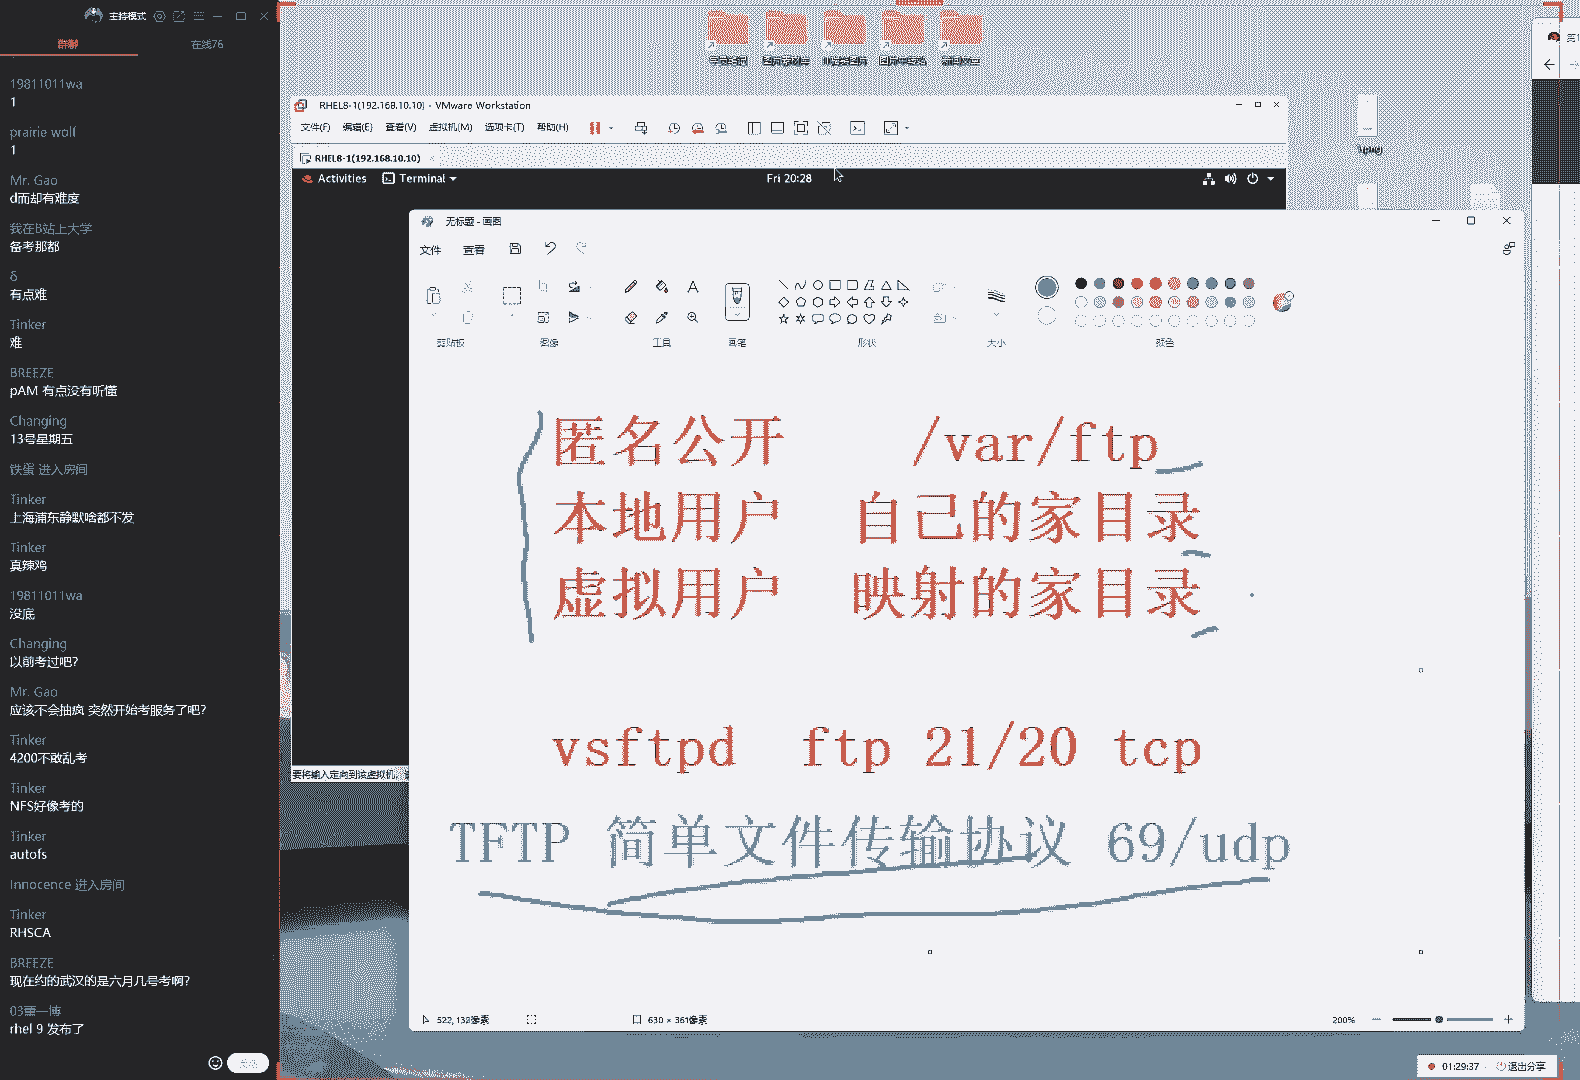 主持模式
群聊
在线76
19811011wa
1
prairie wolf
1
Mr. Gao
d而却有难度
我在B站上大学
备考那都
δ
有点难
Tinker
难
BREEZE
pAM 有点没有听懂
Changing
13号星期五
铁蛋 进入房间
Tinker
上海浦东静默啥都不发
Tinker
真辣鸡
19811011wa
没底
Changing
以前考过吧?
Mr. Gao
应该不会抽疯 突然开始考服务了吧?
Tinker
4200不敢乱考
Tinker
NFS好像考的
Tinker
autofs
Innocence 进入房间
Tinker
RHSCA
BREEZE
现在约的武汉的是六月几号考啊?
03董一博
rhel 9 发布了
RHEL8-1(192.168.10.10) - VMware Workstation
文件(F) 编辑(E) 查看(V) 虚拟机(M) 选项卡(T) 帮助(H)
RHEL8-1(192.168.10.10)
Activities Terminal Fri 20:28
无标题 - 画图
文件 查看
剪贴板 图像 工具 画笔 形状 大小 颜色
匿名公开 /var/ftp
本地用户 自己的家目录
虚拟用户 映射的家目录
vsftpd ftp 21/20 tcp
TFTP 简单文件传输协议 69/udp
要将输入定向到该虚拟机,
522, 132像素 630 × 361像素 200%
01:29:37 退出分享